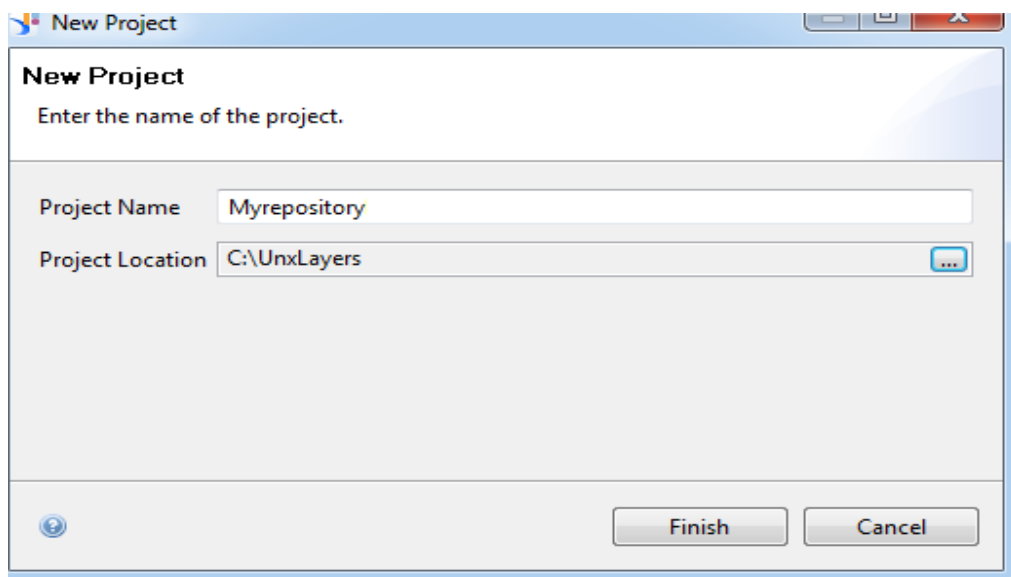 New Project
New Project
Enter the name of the project.
Project Name Myrepository
Project Location C:\UnxLayers ...
Finish Cancel